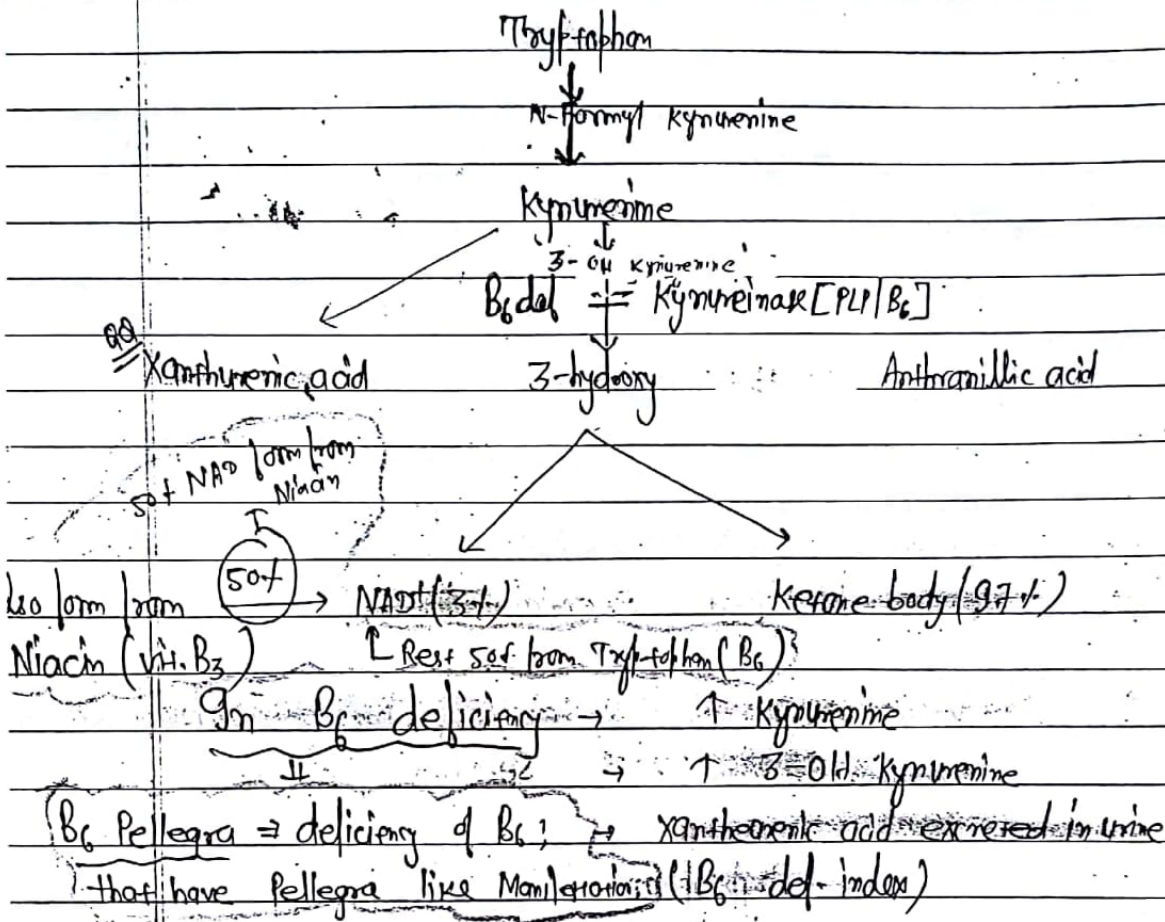 Tryptophan
N-Formyl Kynurenine
Kynurenine
3-OH Kynurenine
B6 def = Kynureinase [PLP/B6]
QQ
Xanthurenic acid 3-hydroxy Anthranillic acid
50% NAD form from
Niacin
50%
form from → NAD+ (3%) Ketone body (97%)
Niacin (vit. B3) Rest 50% from Tryptophan (B6)
In B6 deficiency → ↑ Kynurenine
→ ↑ 3-OH Kynurenine
B6 Pellegra ⇒ deficiency of B6; → xantheurenic acid excreted in urine
that have Pellegra like Manifestation; (B6 def. index)